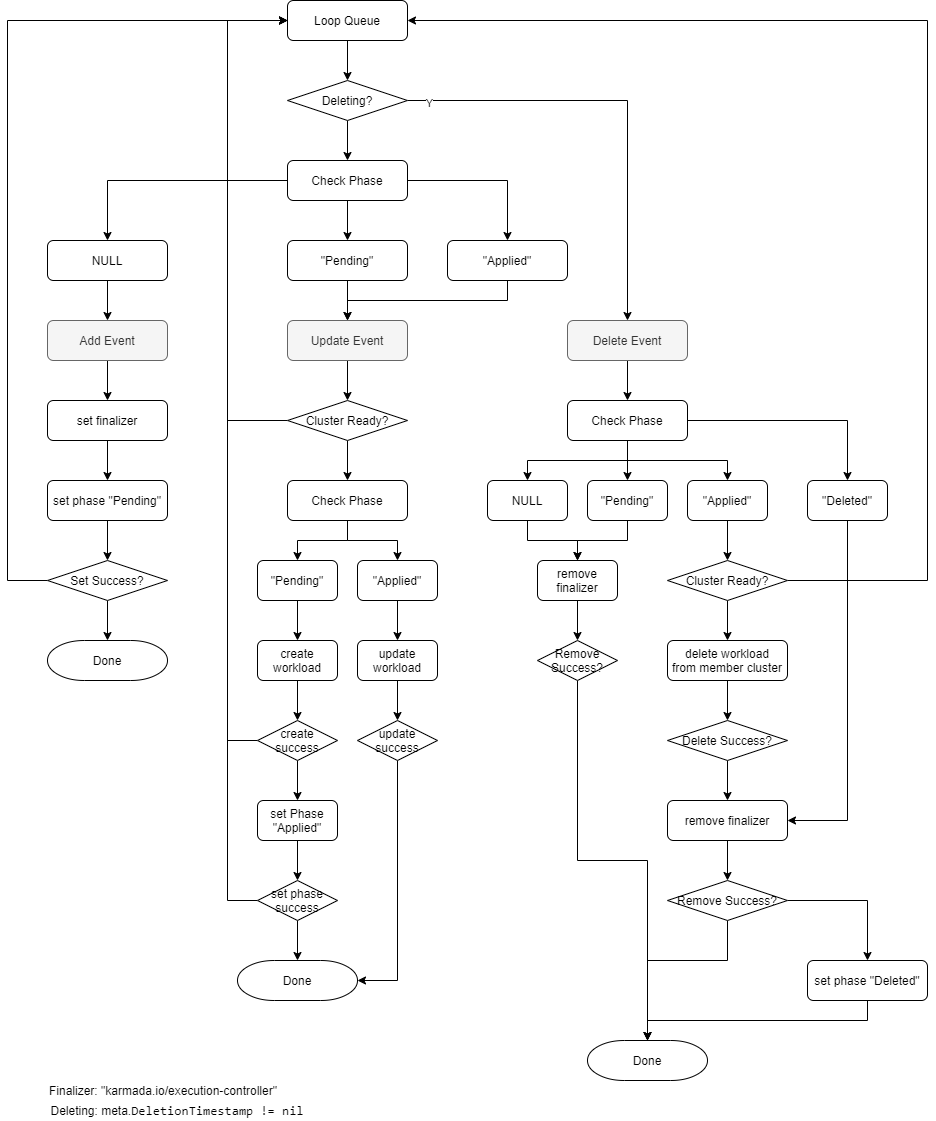 Loop Queue
Deleting?
Y
Check Phase
NULL
"Pending"
"Applied"
Add Event
Update Event
Delete Event
set finalizer
Cluster Ready?
Check Phase
set phase "Pending"
Check Phase
NULL
"Pending"
"Applied"
"Deleted"
Set Success?
"Pending"
"Applied"
remove
finalizer
Cluster Ready?
Done
create
workload
update
workload
Remove
Success?
delete workload
from member cluster
create
success
update
success
Delete Success?
set Phase
"Applied"
remove finalizer
set phase
success
Remove Success?
Done
set phase "Deleted"
Done
Finalizer: "karmada.io/execution-controller"
Deleting: meta.DeletionTimestamp != nil